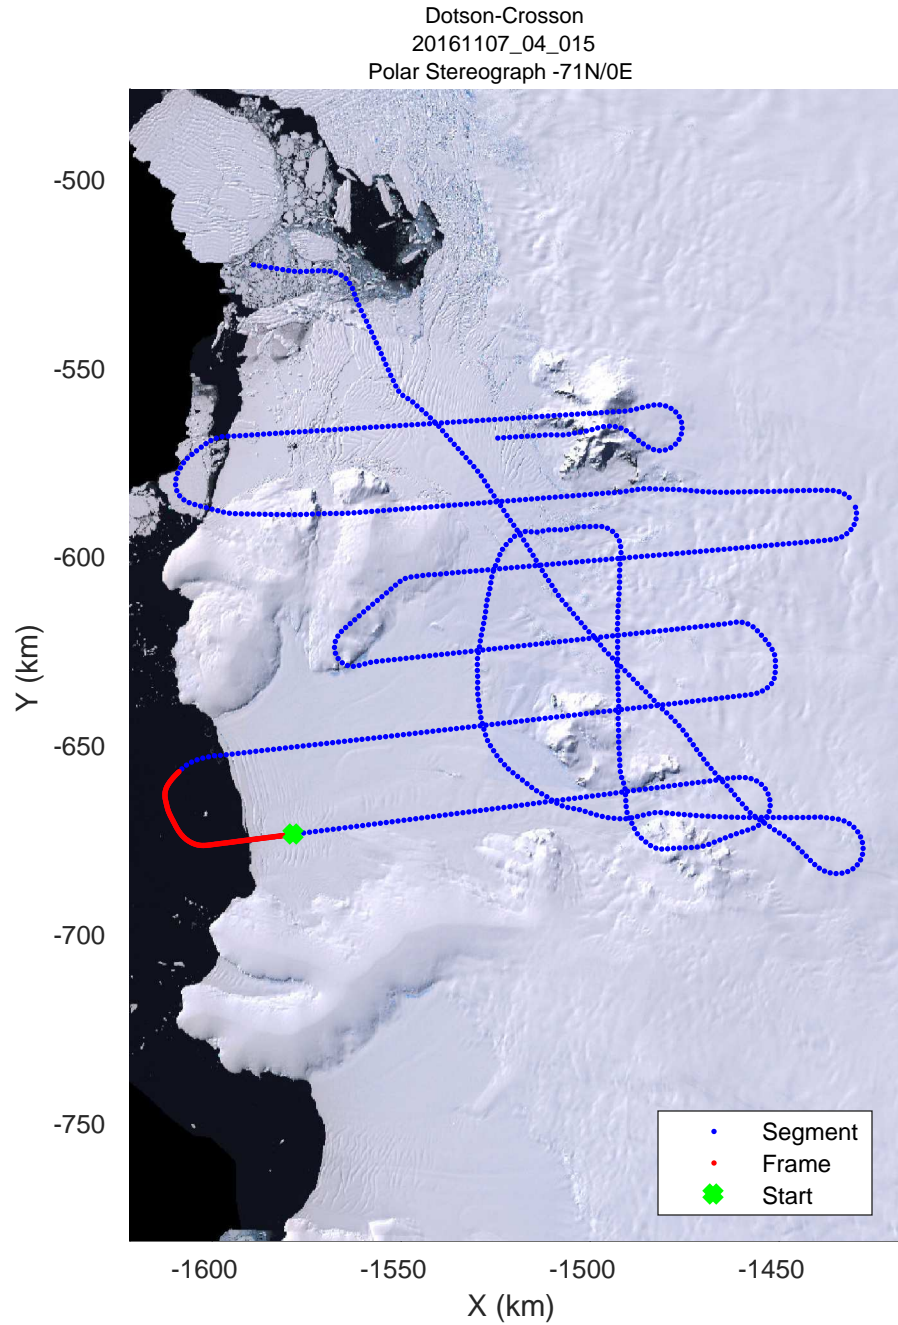 Dotson-Crosson
20161107_04_015
Polar Stereograph -71N/0E
-500
-550
-600
-650
-700
-750
Y (km)
-1600
-1550
-1500
-1450
X (km)
Segment
Frame
Start